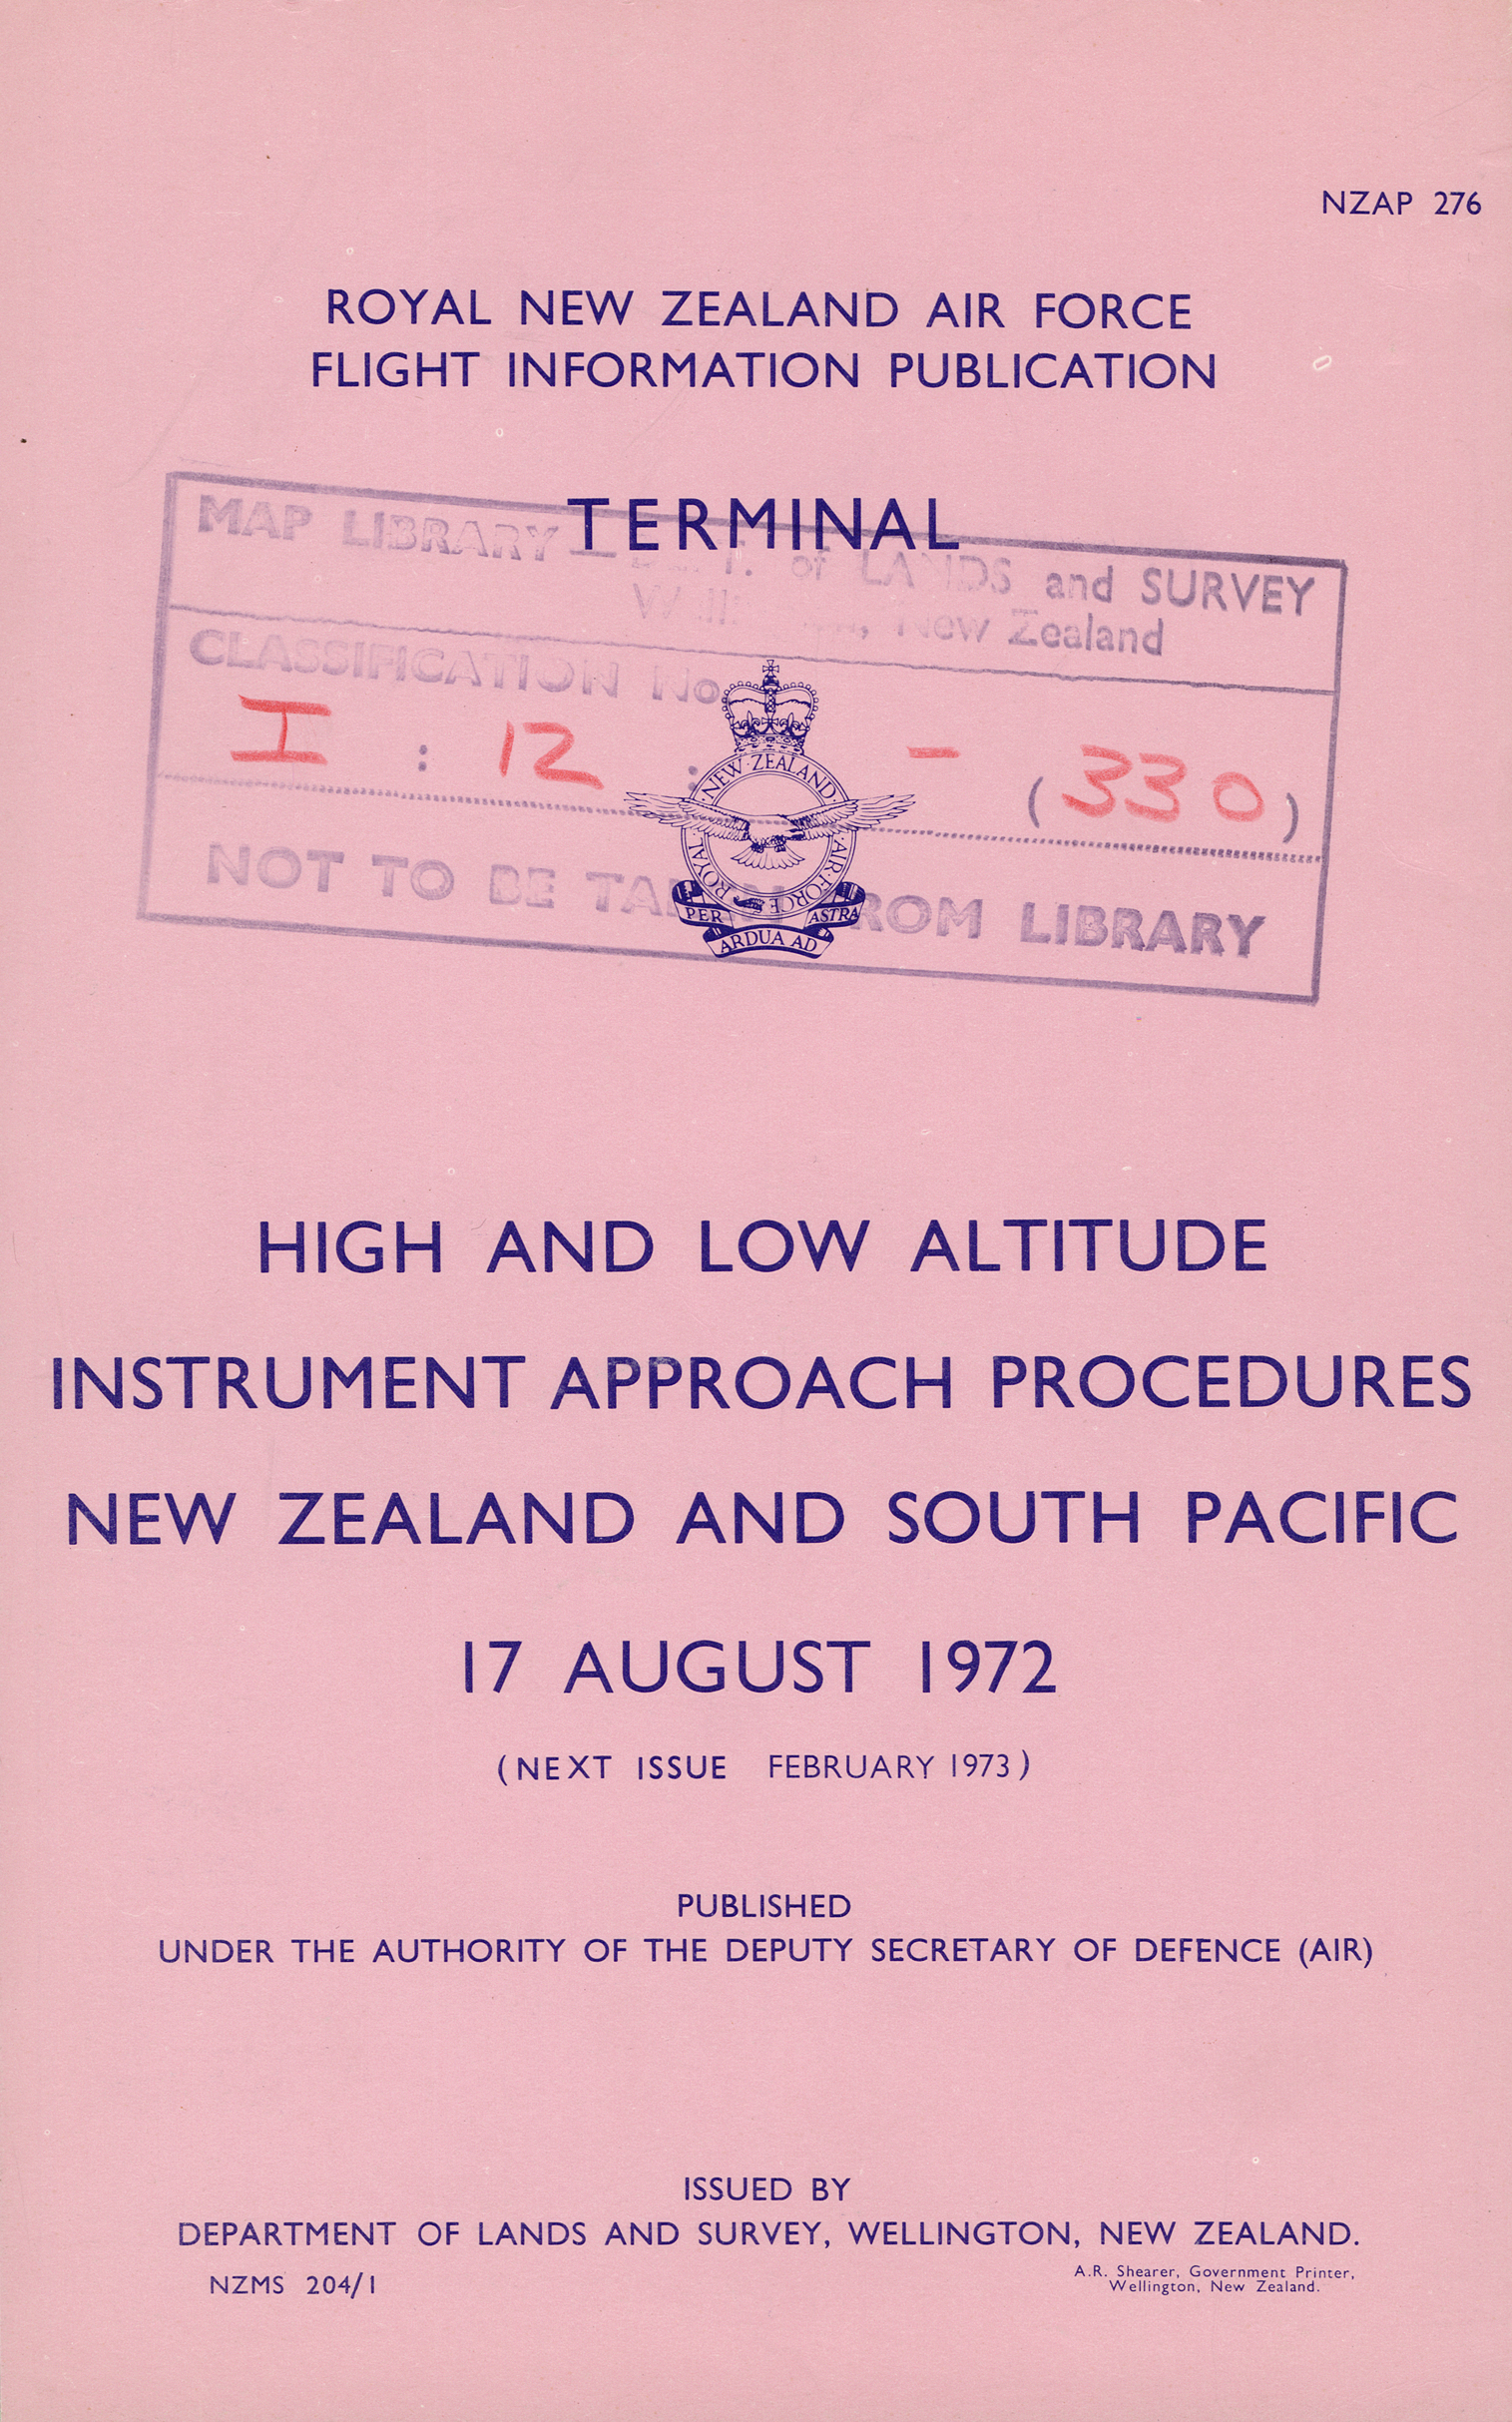 NZAP 276
ROYAL NEW ZEALAND AIR FORCE
FLIGHT INFORMATION PUBLICATION
TERMINAL
MAP LIBRARY
of LANDS and SURVEY
New Zealand
CLASSIFICATION No
I : 12 : - (330)
NOT TO BE TAKEN FROM LIBRARY
ROYAL · NEW · ZEALAND · AIR · FORCE
PER ARDUA AD ASTRA
HIGH AND LOW ALTITUDE
INSTRUMENT APPROACH PROCEDURES
NEW ZEALAND AND SOUTH PACIFIC
17 AUGUST 1972
(NEXT ISSUE FEBRUARY 1973)
PUBLISHED
UNDER THE AUTHORITY OF THE DEPUTY SECRETARY OF DEFENCE (AIR)
ISSUED BY
DEPARTMENT OF LANDS AND SURVEY, WELLINGTON, NEW ZEALAND.
NZMS 204/1
A.R. Shearer, Government Printer,
Wellington, New Zealand.